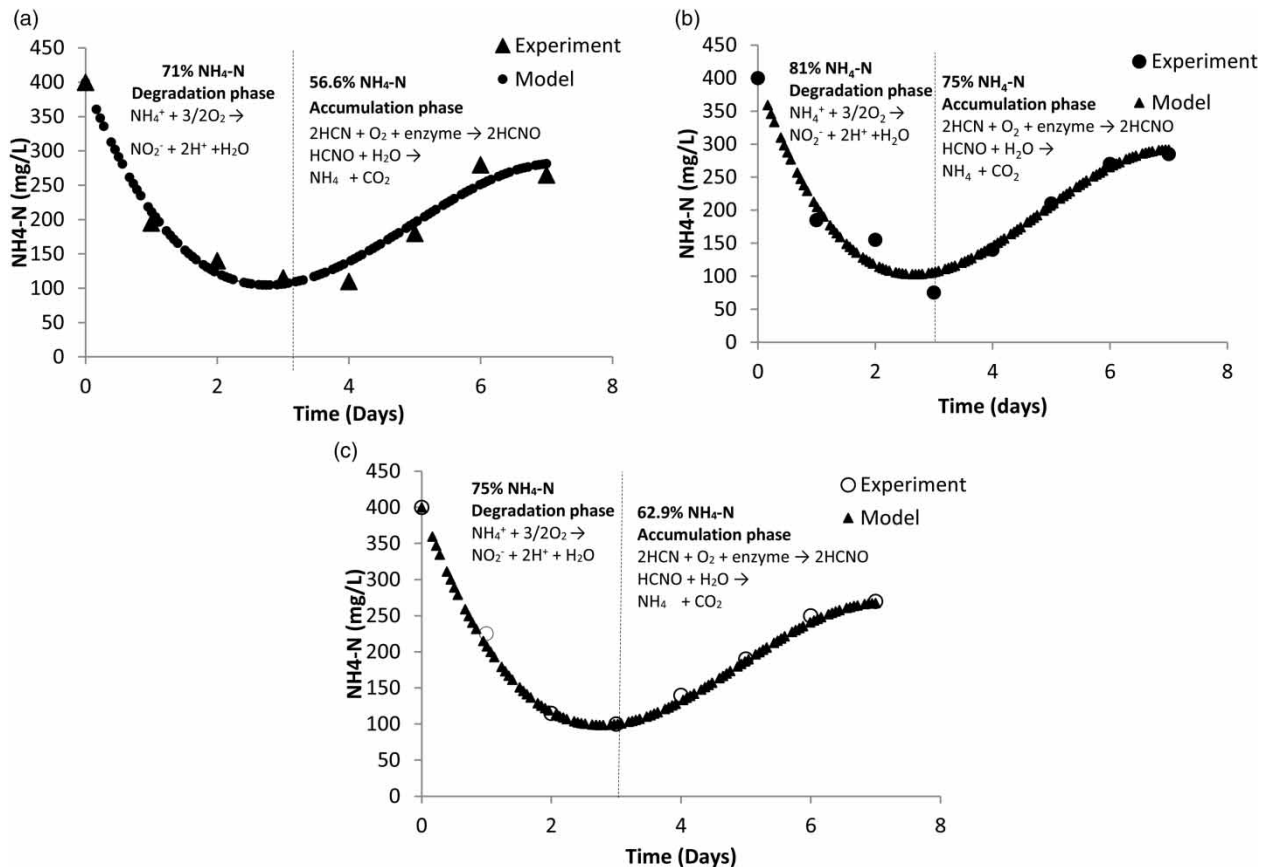 (a)
450
400
350
300
250
200
150
100
50
0
NH4-N (mg/L)
0 2 4 6 8
Time (Days)
▲ Experiment
● Model
71% NH₄-N
Degradation phase
NH₄⁺ + 3/2O₂ →
NO₂⁻ + 2H⁺ +H₂O
56.6% NH₄-N
Accumulation phase
2HCN + O₂ + enzyme → 2HCNO
HCNO + H₂O →
NH₄ + CO₂
(b)
450
400
350
300
250
200
150
100
50
0
NH4-N (mg/L)
0 2 4 6 8
Time (days)
● Experiment
▲ Model
81% NH₄-N
Degradation phase
NH₄⁺ + 3/2O₂ →
NO₂⁻ + 2H⁺ +H₂O
75% NH₄-N
Accumulation phase
2HCN + O₂ + enzyme → 2HCNO
HCNO + H₂O →
NH₄ + CO₂
(c)
450
400
350
300
250
200
150
100
50
0
NH4-N (mg/L)
0 2 4 6 8
Time (Days)
○ Experiment
▲ Model
75% NH₄-N
Degradation phase
NH₄⁺ + 3/2O₂ →
NO₂⁻ + 2H⁺ + H₂O
62.9% NH₄-N
Accumulation phase
2HCN + O₂ + enzyme → 2HCNO
HCNO + H₂O →
NH₄ + CO₂